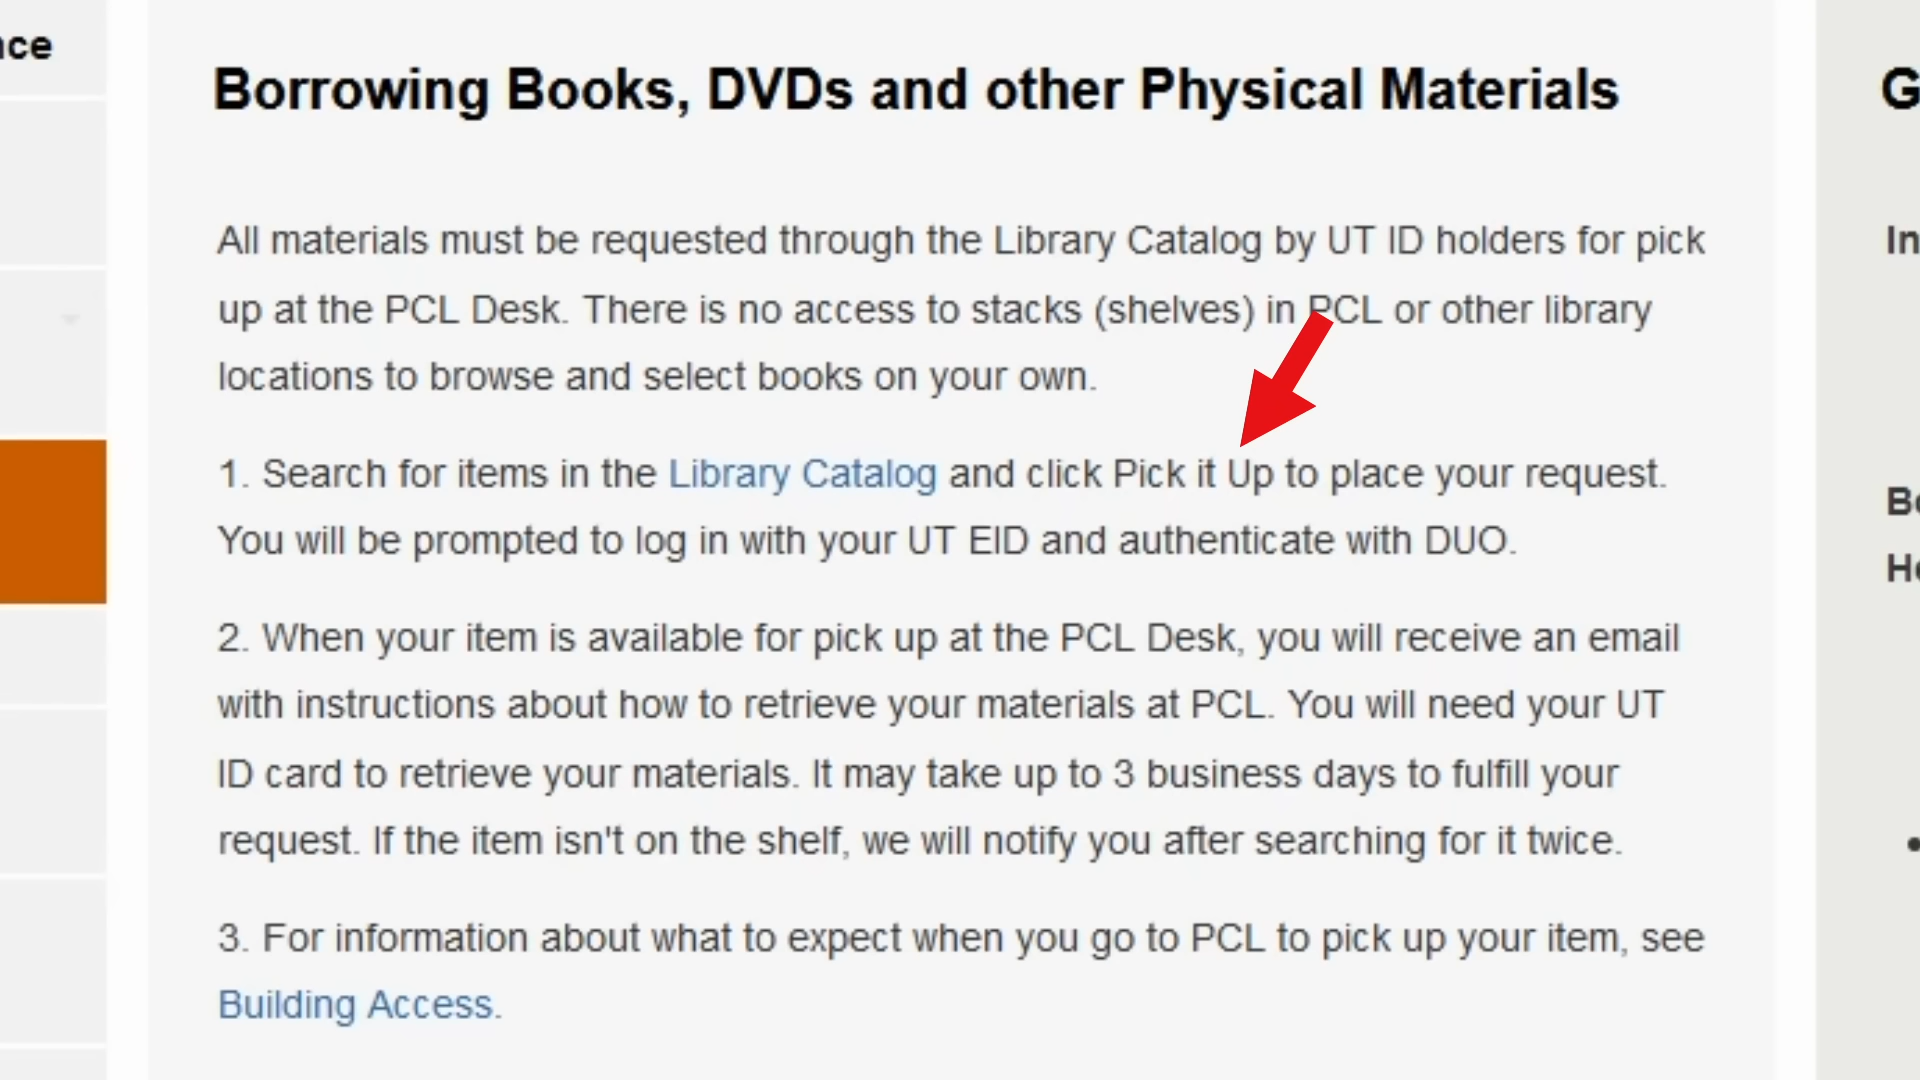 nce
Borrowing Books, DVDs and other Physical Materials
All materials must be requested through the Library Catalog by UT ID holders for pick
up at the PCL Desk. There is no access to stacks (shelves) in PCL or other library
locations to browse and select books on your own.
1. Search for items in the Library Catalog and click Pick it Up to place your request.
You will be prompted to log in with your UT EID and authenticate with DUO.
2. When your item is available for pick up at the PCL Desk, you will receive an email
with instructions about how to retrieve your materials at PCL. You will need your UT
ID card to retrieve your materials. It may take up to 3 business days to fulfill your
request. If the item isn't on the shelf, we will notify you after searching for it twice.
3. For information about what to expect when you go to PCL to pick up your item, see
Building Access.
G
In